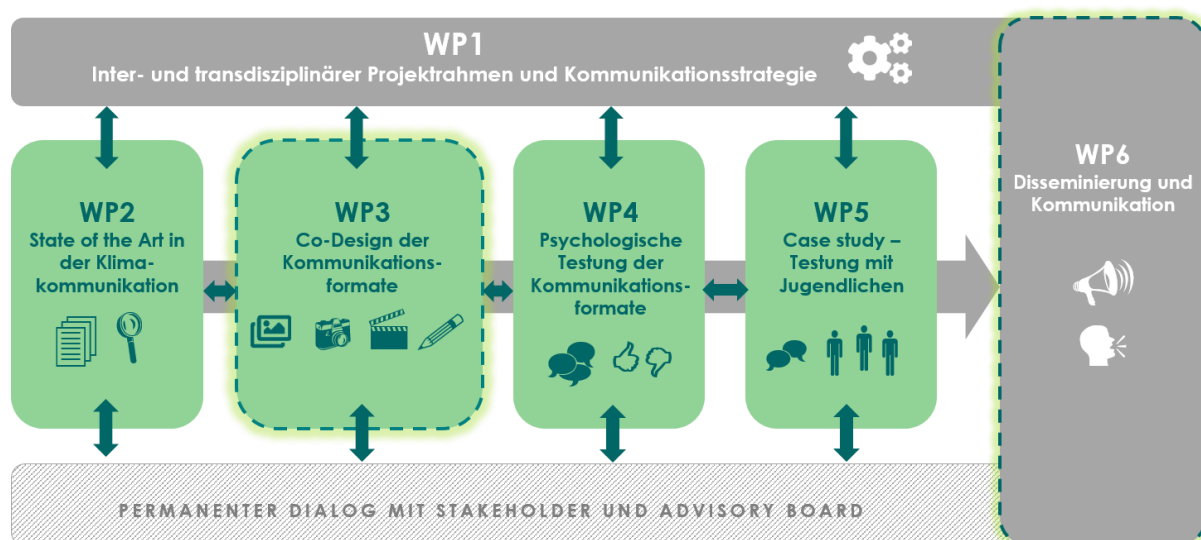 WP1
Inter- und transdisziplinärer Projektrahmen und Kommunikationsstrategie
WP2
State of the Art in
der Klima-
kommunikation
WP3
Co-Design der
Kommunikations-
formate
WP4
Psychologische
Testung der
Kommunikations-
formate
WP5
Case study –
Testung mit
Jugendlichen
WP6
Disseminierung und
Kommunikation
PERMANENTER DIALOG MIT STAKEHOLDER UND ADVISORY BOARD